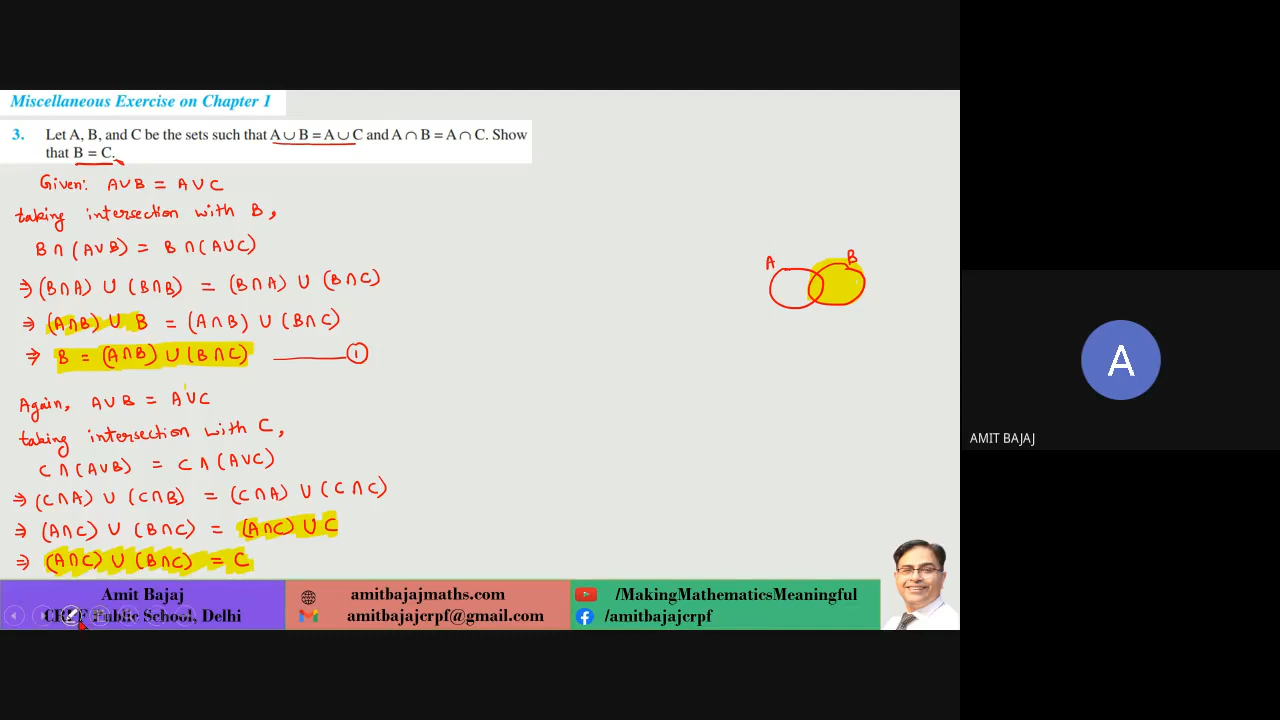 Miscellaneous Exercise on Chapter 1
3. Let A, B, and C be the sets such that A ∪ B = A ∪ C and A ∩ B = A ∩ C. Show
that B = C.
Given: A∪B = A∪C
taking intersection with B,
B∩(A∪B) = B∩(A∪C)
⇒ (B∩A) ∪ (B∩B) = (B∩A) ∪ (B∩C)
⇒ (A∩B) ∪ B = (A∩B) ∪ (B∩C)
⇒ B = (A∩B) ∪ (B∩C) ——— ①
Again, A∪B = A∪C
taking intersection with C,
C∩(A∪B) = C∩(A∪C)
⇒ (C∩A) ∪ (C∩B) = (C∩A) ∪ (C∩C)
⇒ (A∩C) ∪ (B∩C) = (A∩C) ∪ C
⇒ (A∩C) ∪ (B∩C) = C
A B
Amit Bajaj
CRPF Public School, Delhi
amitbajajmaths.com
amitbajajcrpf@gmail.com
/MakingMathematicsMeaningful
/amitbajajcrpf
A
AMIT BAJAJ